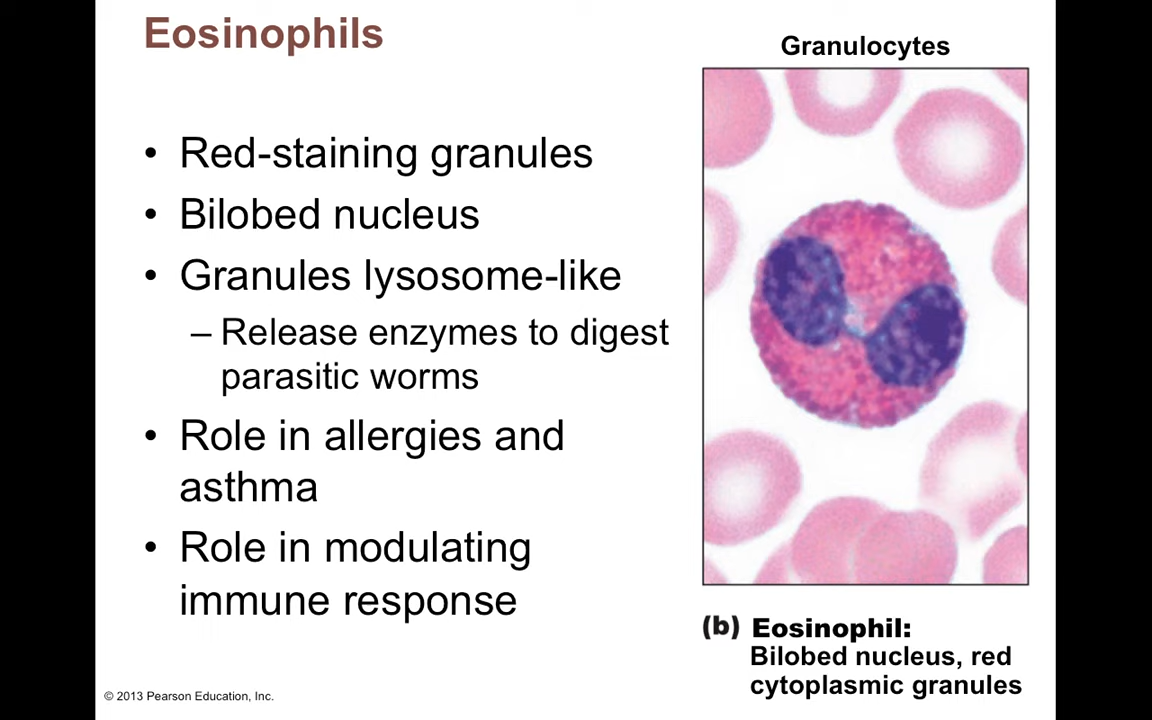 Eosinophils
• Red-staining granules
• Bilobed nucleus
• Granules lysosome-like
– Release enzymes to digest
parasitic worms
• Role in allergies and
asthma
• Role in modulating
immune response
© 2013 Pearson Education, Inc.
Granulocytes
(b) Eosinophil:
Bilobed nucleus, red
cytoplasmic granules